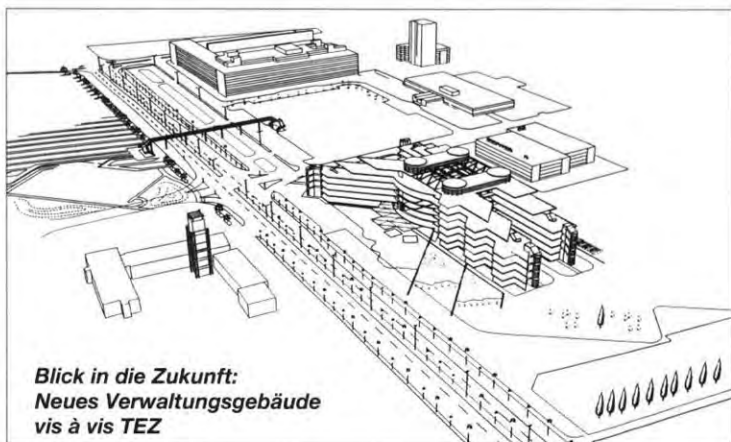 Blick in die Zukunft:
Neues Verwaltungsgebäude
vis à vis TEZ